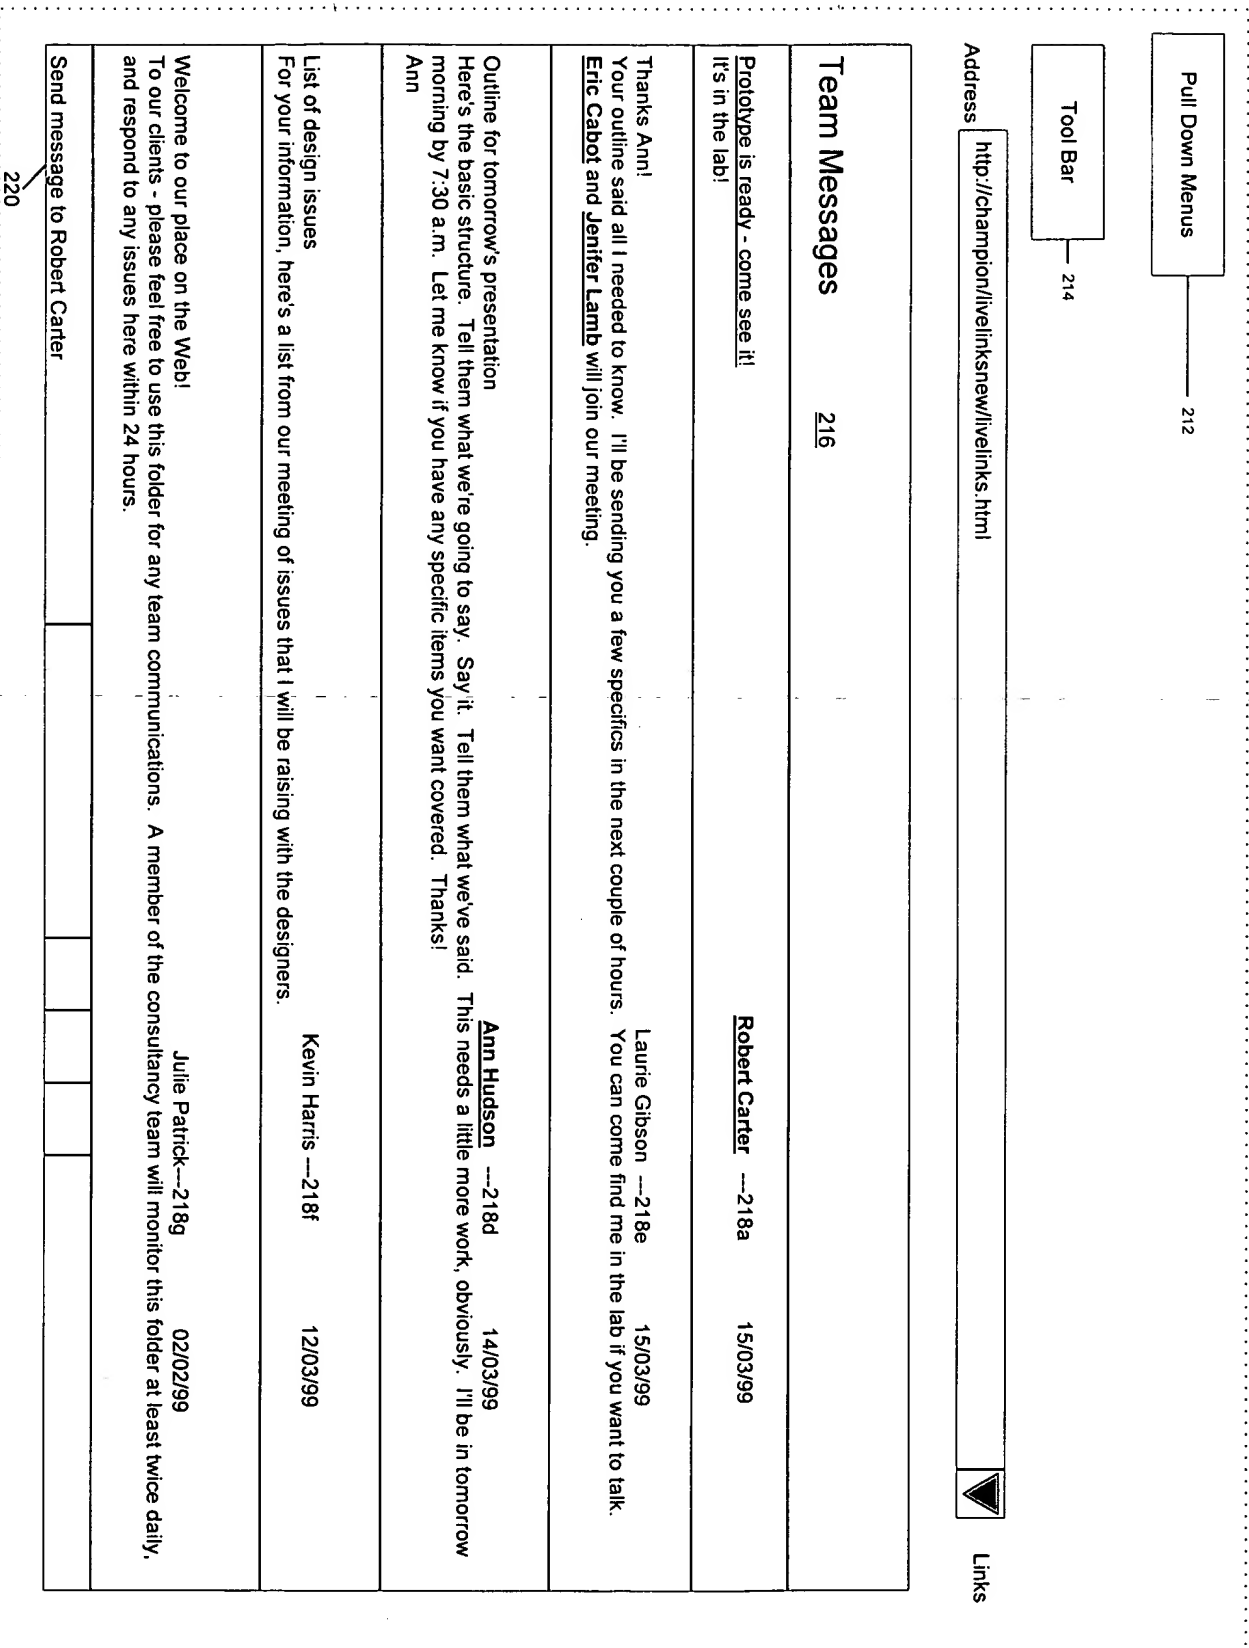 Pull Down Menus
212
Tool Bar
214
Address http://champion/livelinksnew/livelinks.html Links
Team Messages 216
Prototype is ready - come see it! Robert Carter ---218a 15/03/99
It's in the lab!
Thanks Ann! Laurie Gibson ---218e 15/03/99
Your outline said all I needed to know. I'll be sending you a few specifics in the next couple of hours. You can come find me in the lab if you want to talk.
Eric Cabot and Jenifer Lamb will join our meeting.
Outline for tomorrow's presentation Ann Hudson ---218d 14/03/99
Here's the basic structure. Tell them what we're going to say. Say it. Tell them what we've said. This needs a little more work, obviously. I'll be in tomorrow
morning by 7:30 a.m. Let me know if you have any specific items you want covered. Thanks!
Ann
List of design issues Kevin Harris ---218f 12/03/99
For your information, here's a list from our meeting of issues that I will be raising with the designers.
Welcome to our place on the Web! Julie Patrick---218g 02/02/99
To our clients - please feel free to use this folder for any team communications. A member of the consultancy team will monitor this folder at least twice daily,
and respond to any issues here within 24 hours.
Send message to Robert Carter
220